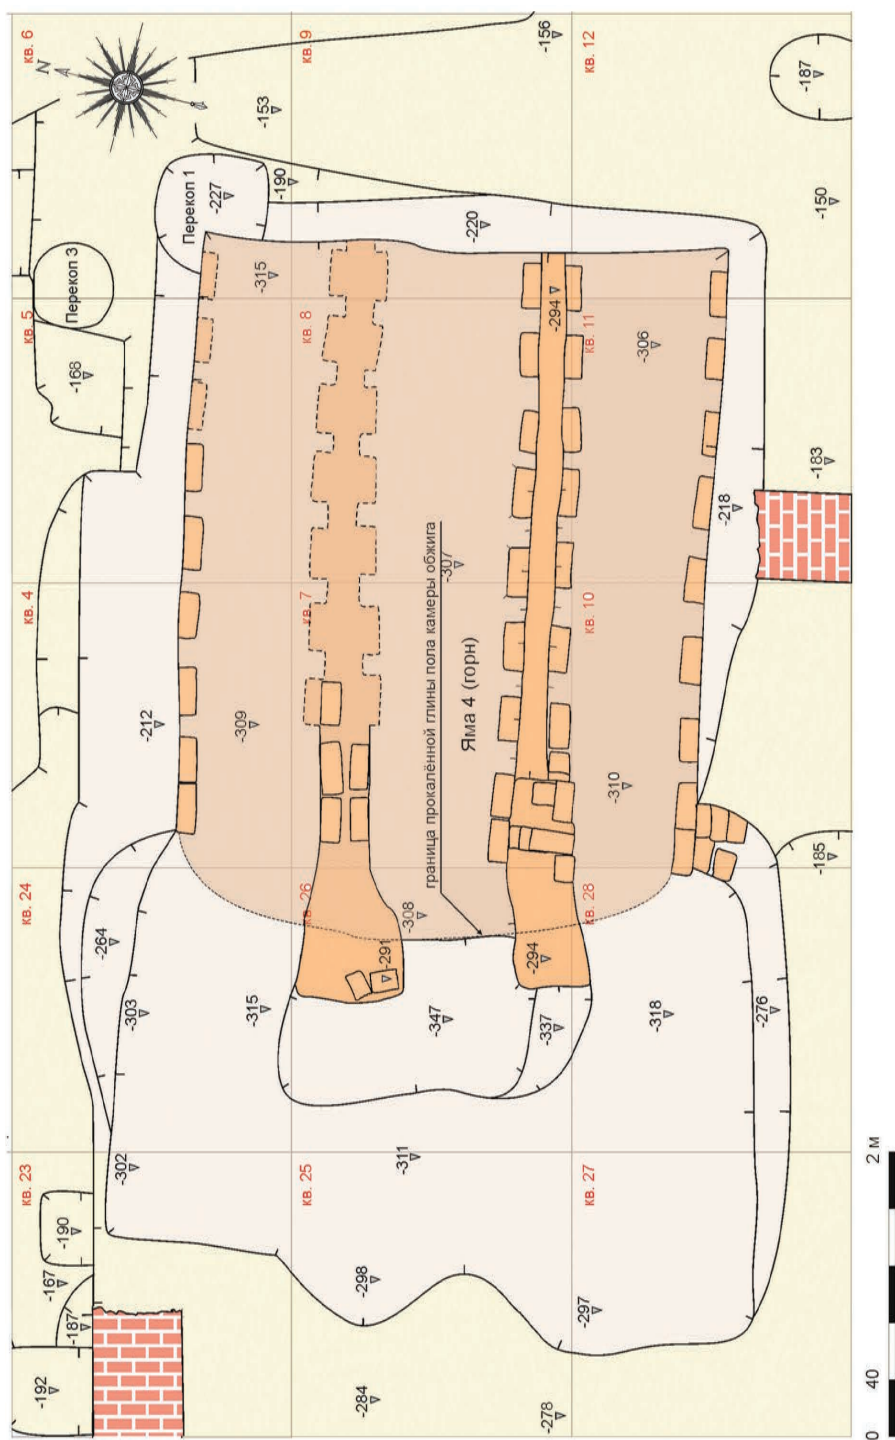 кв. 6
кв. 9
кв. 12
N
-153
-156
-187
Перекоп 1
-227
-190
-220
-150
Перекоп 3
кв. 5
кв. 8
кв. 11
-315
-294
-306
-168
-183
-218
кв. 4
кв. 7
кв. 10
-307
граница прокалённой глины пола камеры обжига
Яма 4 (горн)
-212
-309
-310
-185
кв. 24
кв. 26
кв. 28
-264
-308
-291
-294
-303
-315
-347
-337
-318
-276
кв. 23
кв. 25
кв. 27
-302
-311
-190
-167
-187
-298
-297
-192
-284
-278
0
40
2 м